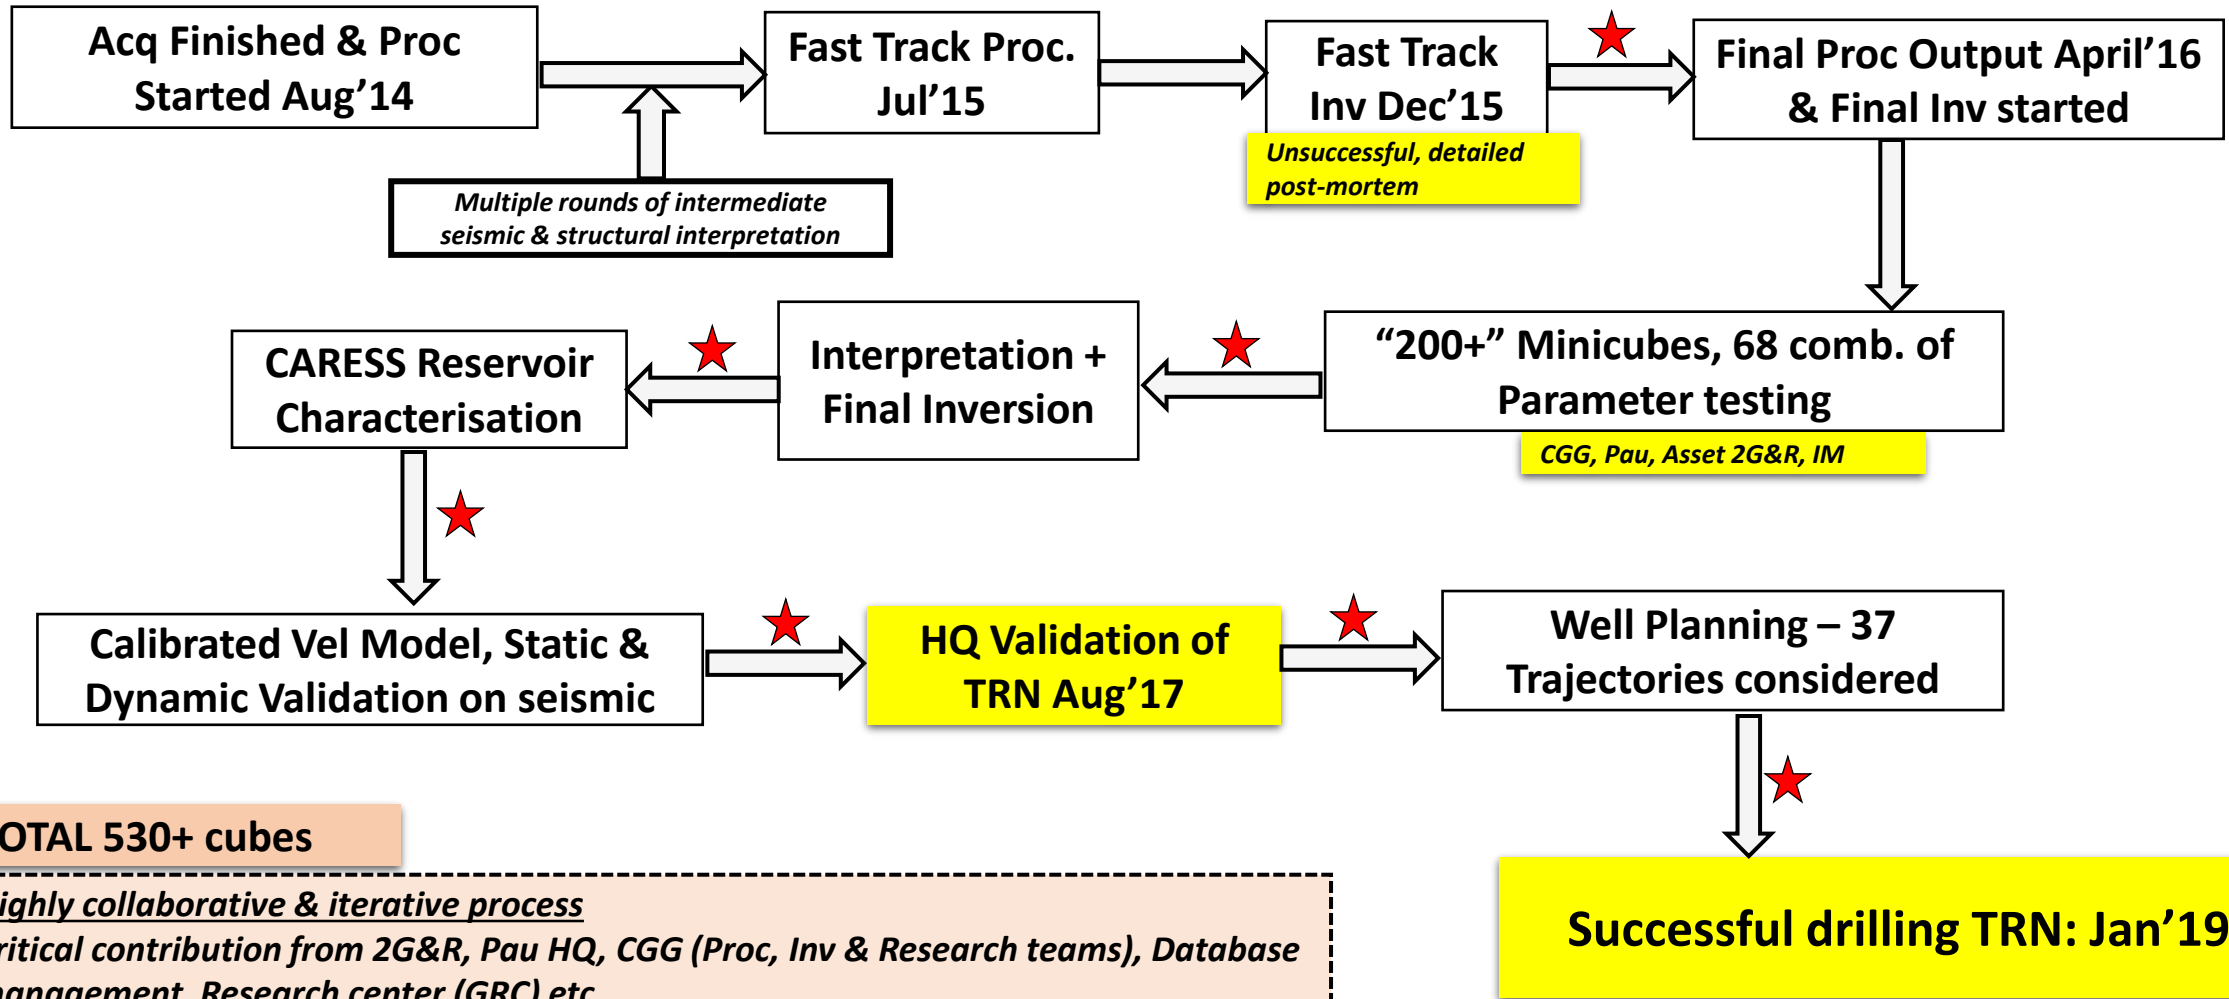 Acq Finished & Proc
Started Aug’14
Fast Track Proc.
Jul’15
Fast Track
Inv Dec’15
Unsuccessful, detailed
post-mortem
Final Proc Output April’16
& Final Inv started
Multiple rounds of intermediate
seismic & structural interpretation
“200+” Minicubes, 68 comb. of
Parameter testing
CGG, Pau, Asset 2G&R, IM
Interpretation +
Final Inversion
CARESS Reservoir
Characterisation
Calibrated Vel Model, Static &
Dynamic Validation on seismic
HQ Validation of
TRN Aug’17
Well Planning – 37
Trajectories considered
Successful drilling TRN: Jan’19
OTAL 530+ cubes
ighly collaborative & iterative process
ritical contribution from 2G&R, Pau HQ, CGG (Proc, Inv & Research teams), Database
management, Research center (GRC) etc